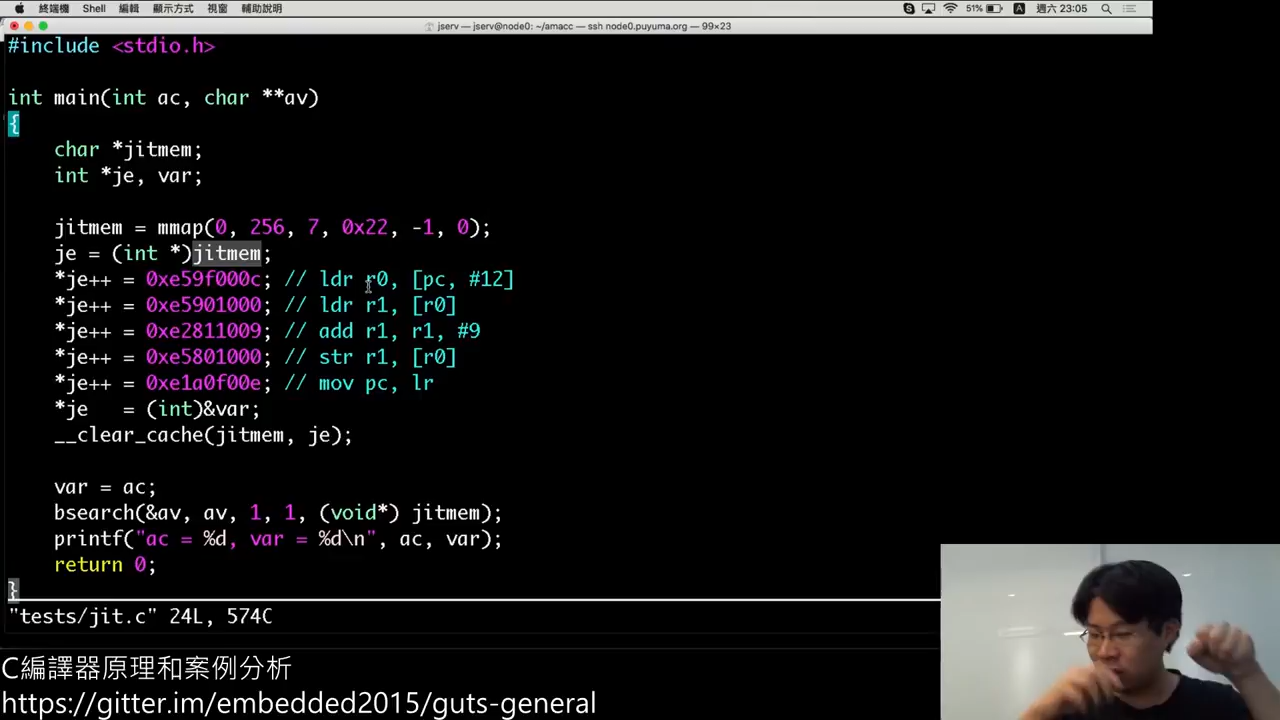 終端機 Shell 編輯 顯示方式 視窗 輔助說明 51% 週六 23:05
jserv — jserv@node0: ~/amacc — ssh node0.puyuma.org — 99×23
#include <stdio.h>
int main(int ac, char **av)
{
char *jitmem;
int *je, var;
jitmem = mmap(0, 256, 7, 0x22, -1, 0);
je = (int *)jitmem;
*je++ = 0xe59f000c; // ldr r0, [pc, #12]
*je++ = 0xe5901000; // ldr r1, [r0]
*je++ = 0xe2811009; // add r1, r1, #9
*je++ = 0xe5801000; // str r1, [r0]
*je++ = 0xe1a0f00e; // mov pc, lr
*je   = (int)&var;
__clear_cache(jitmem, je);
var = ac;
bsearch(&av, av, 1, 1, (void*) jitmem);
printf("ac = %d, var = %d\n", ac, var);
return 0;
}
"tests/jit.c" 24L, 574C
C編譯器原理和案例分析
https://gitter.im/embedded2015/guts-general